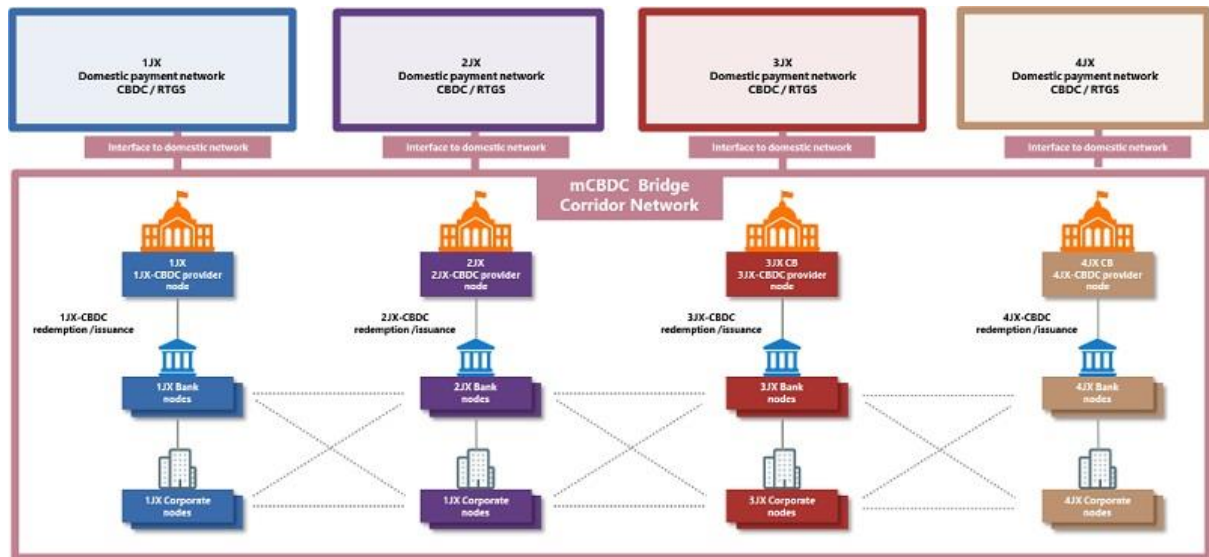 1JX
Domestic payment network
CBDC / RTGS
2JX
Domestic payment network
CBDC / RTGS
3JX
Domestic payment network
CBDC / RTGS
4JX
Domestic payment network
CBDC / RTGS
Interface to domestic network
Interface to domestic network
Interface to domestic network
Interface to domestic network
mCBDC Bridge
Corridor Network
1JX
1JX-CBDC provider
node
2JX
2JX-CBDC provider
node
3JX CB
3JX-CBDC provider
node
4JX CB
4JX-CBDC provider
node
1JX-CBDC
redemption /issuance
2JX-CBDC
redemption /issuance
3JX-CBDC
redemption /issuance
4JX-CBDC
redemption /issuance
1JX Bank
nodes
2JX Bank
nodes
3JX Bank
nodes
4JX Bank
nodes
1JX Corporate
nodes
1JX Corporate
nodes
3JX Corporate
nodes
4JX Corporate
nodes